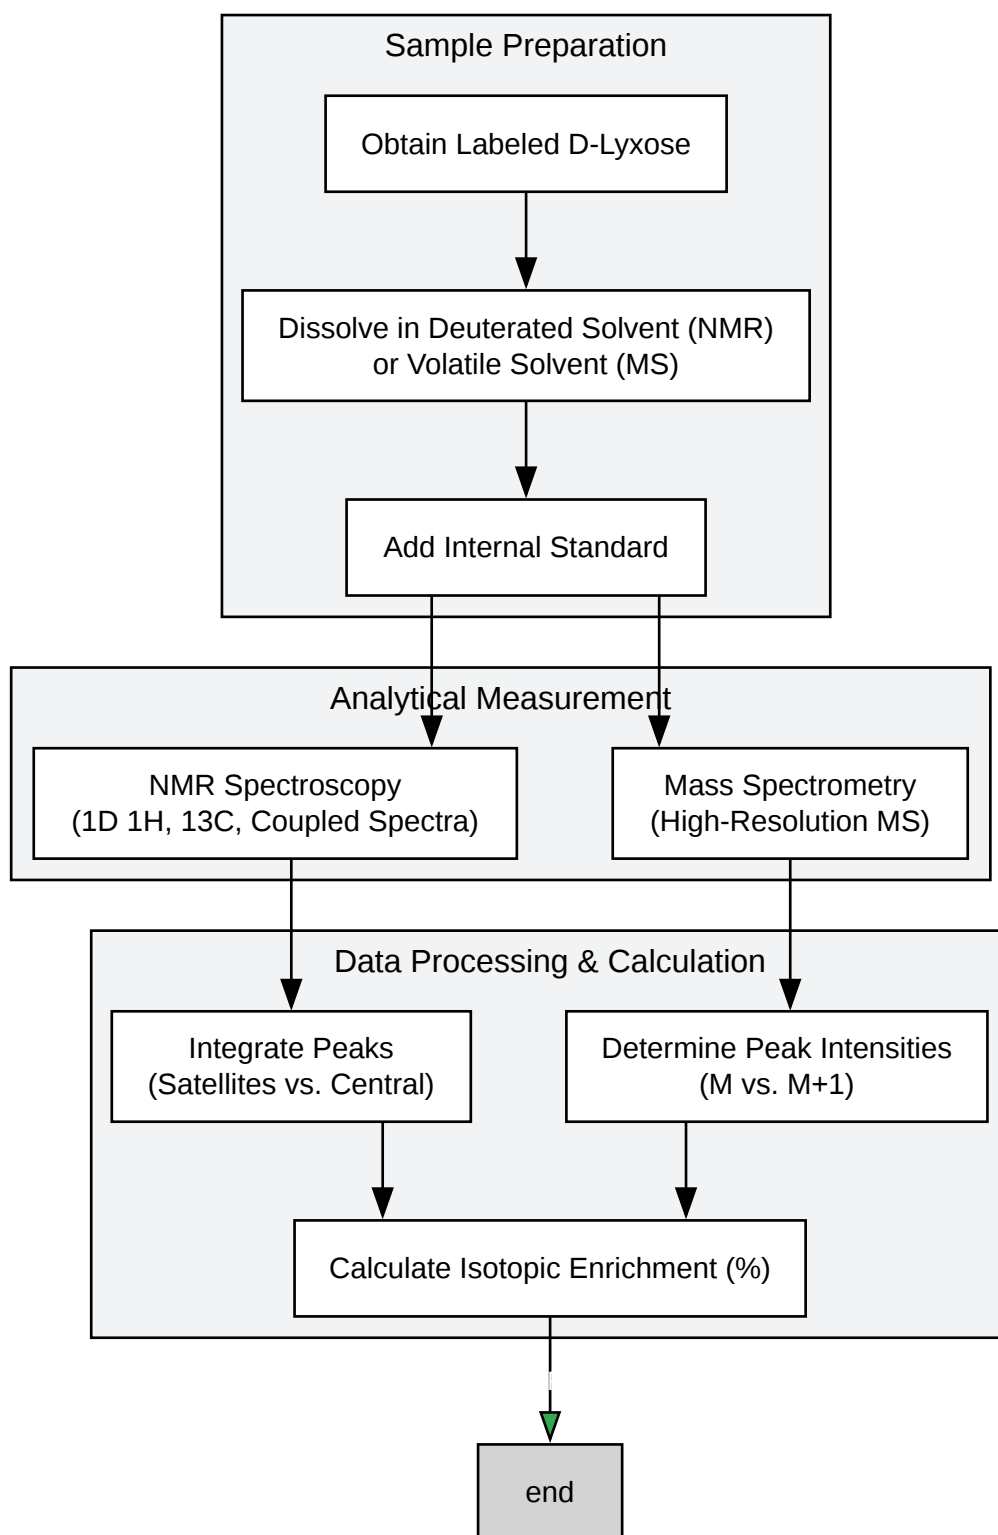 Sample Preparation
Obtain Labeled D-Lyxose
Dissolve in Deuterated Solvent (NMR)
or Volatile Solvent (MS)
Add Internal Standard
Analytical Measurement
NMR Spectroscopy
(1D 1H, 13C, Coupled Spectra)
Mass Spectrometry
(High-Resolution MS)
Data Processing & Calculation
Integrate Peaks
(Satellites vs. Central)
Determine Peak Intensities
(M vs. M+1)
Calculate Isotopic Enrichment (%)
end